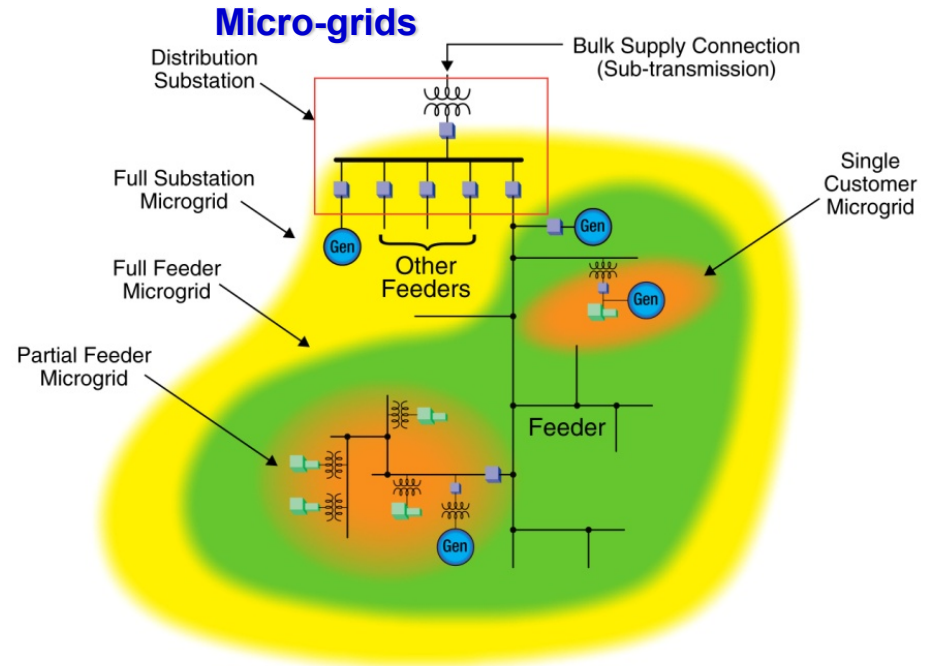 Micro-grids
Distribution
Substation
Bulk Supply Connection
(Sub-transmission)
Full Substation
Microgrid
Single
Customer
Microgrid
Gen
Gen
Other
Feeders
Full Feeder
Microgrid
Gen
Partial Feeder
Microgrid
Feeder
Gen